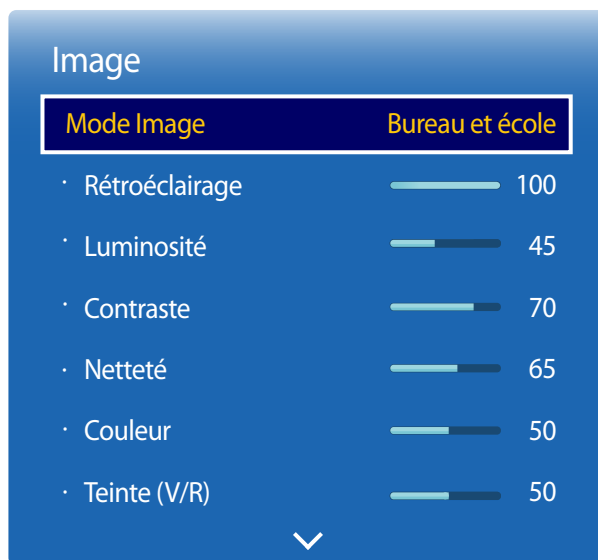 Image
Mode Image Bureau et école
· Rétroéclairage 100
· Luminosité 45
· Contraste 70
· Netteté 65
· Couleur 50
· Teinte (V/R) 50